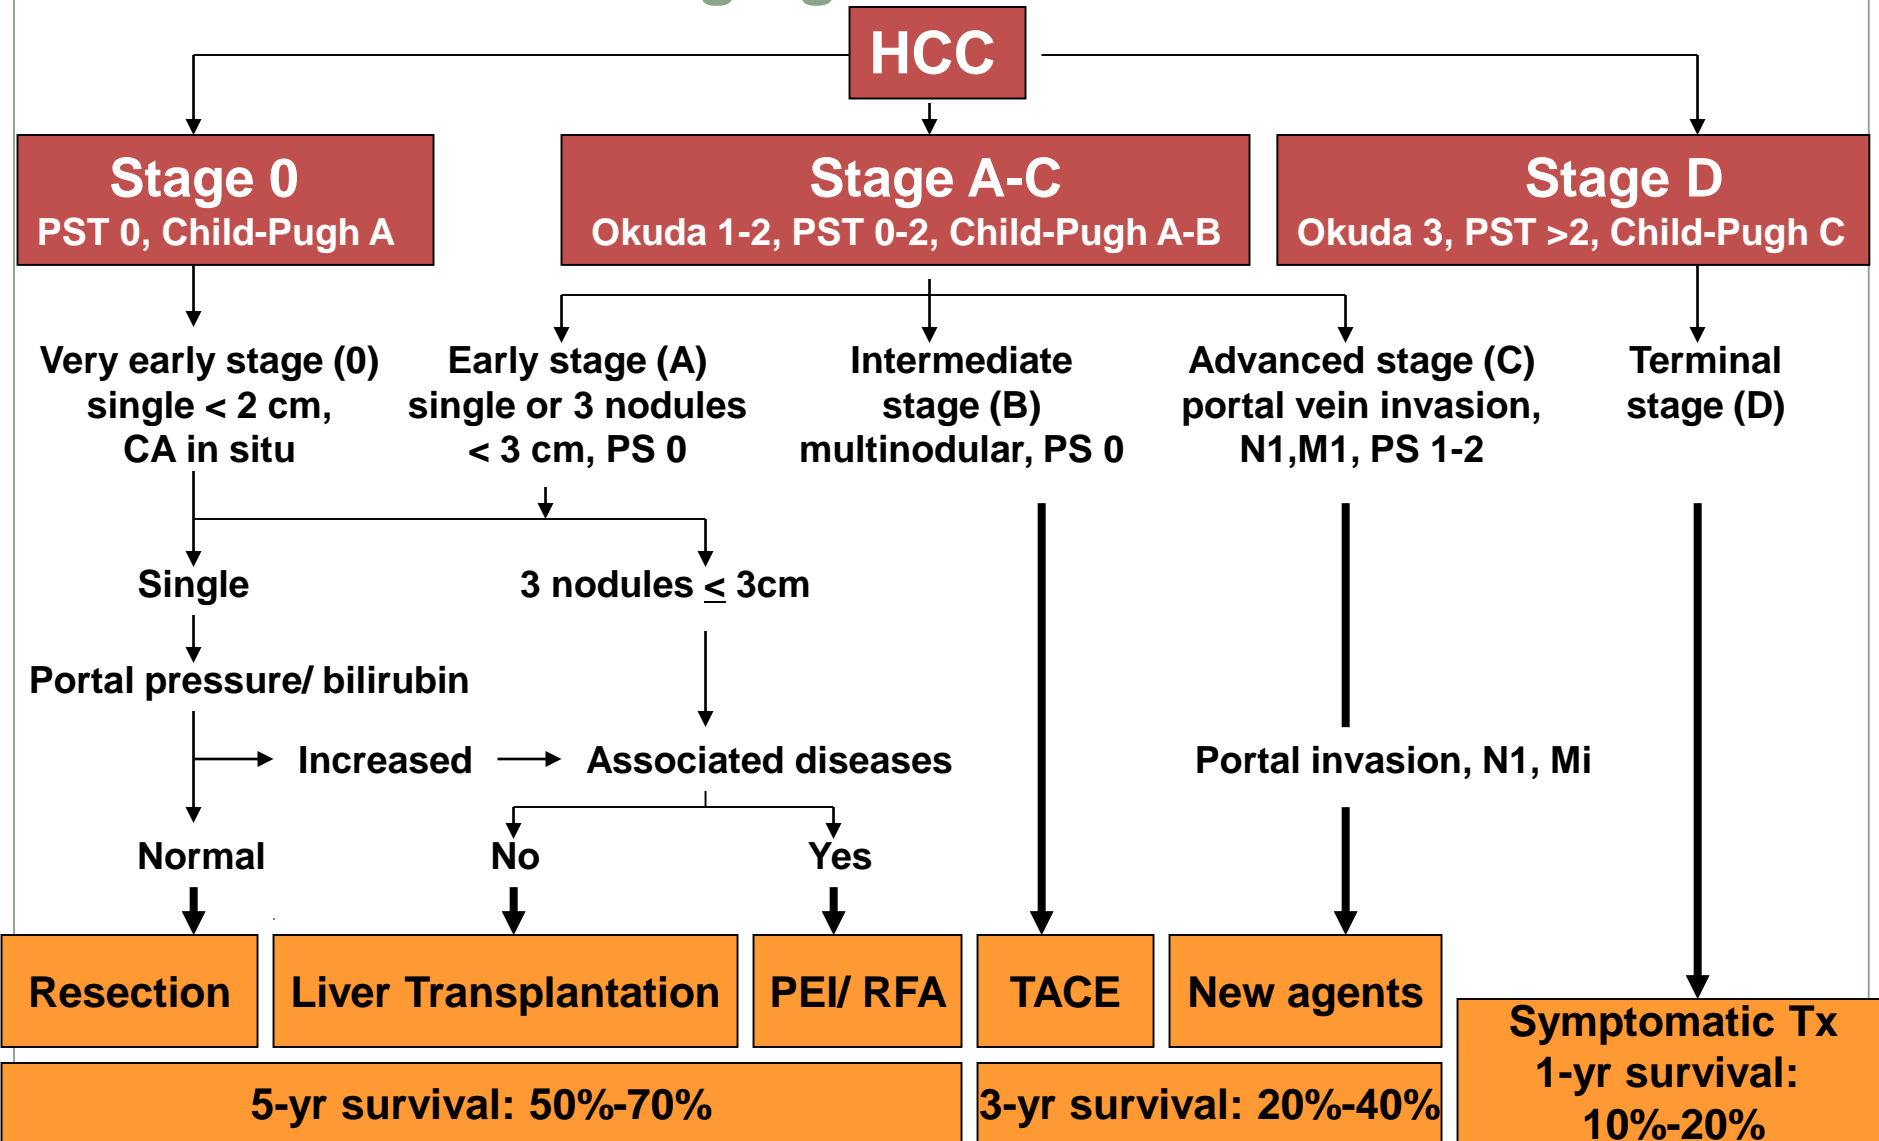 HCC
Stage 0
PST 0, Child-Pugh A
Stage A-C
Okuda 1-2, PST 0-2, Child-Pugh A-B
Stage D
Okuda 3, PST >2, Child-Pugh C
Very early stage (0)
single < 2 cm,
CA in situ
Early stage (A)
single or 3 nodules
< 3 cm, PS 0
Intermediate
stage (B)
multinodular, PS 0
Advanced stage (C)
portal vein invasion,
N1,M1, PS 1-2
Terminal
stage (D)
Single
3 nodules ≤ 3cm
Portal pressure/ bilirubin
Increased
Associated diseases
Portal invasion, N1, Mi
Normal
No
Yes
Resection
Liver Transplantation
PEI/ RFA
TACE
New agents
Symptomatic Tx
1-yr survival:
10%-20%
5-yr survival: 50%-70%
3-yr survival: 20%-40%